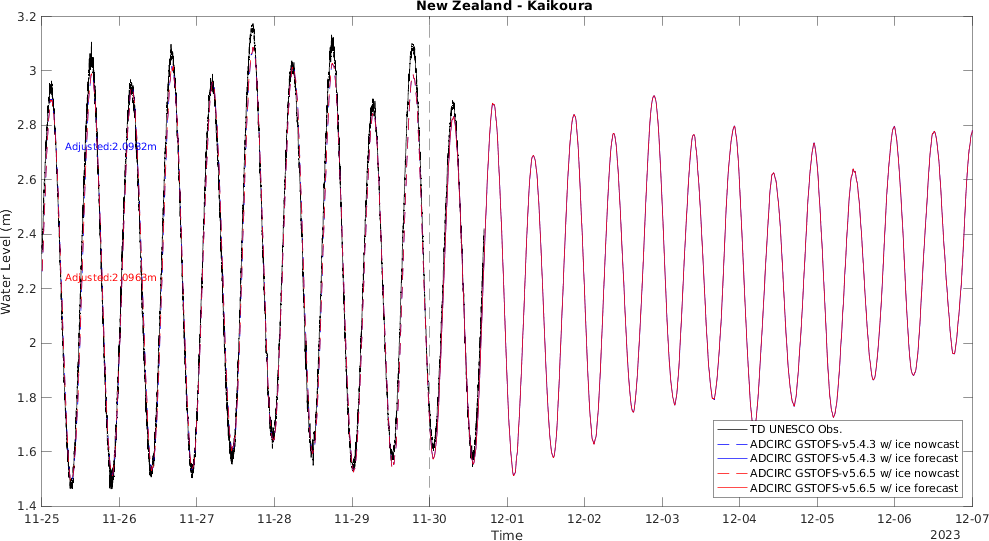 New Zealand - Kaikoura
3.2
3
2.8
2.6
2.4
2.2
2
1.8
1.6
1.4
Water Level (m)
Adjusted:2.0982m
Adjusted:2.0963m
TD UNESCO Obs.
ADCIRC GSTOFS-v5.4.3 w/ ice nowcast
ADCIRC GSTOFS-v5.4.3 w/ ice forecast
ADCIRC GSTOFS-v5.6.5 w/ ice nowcast
ADCIRC GSTOFS-v5.6.5 w/ ice forecast
11-25 11-26 11-27 11-28 11-29 11-30 12-01 12-02 12-03 12-04 12-05 12-06 12-07
Time
2023